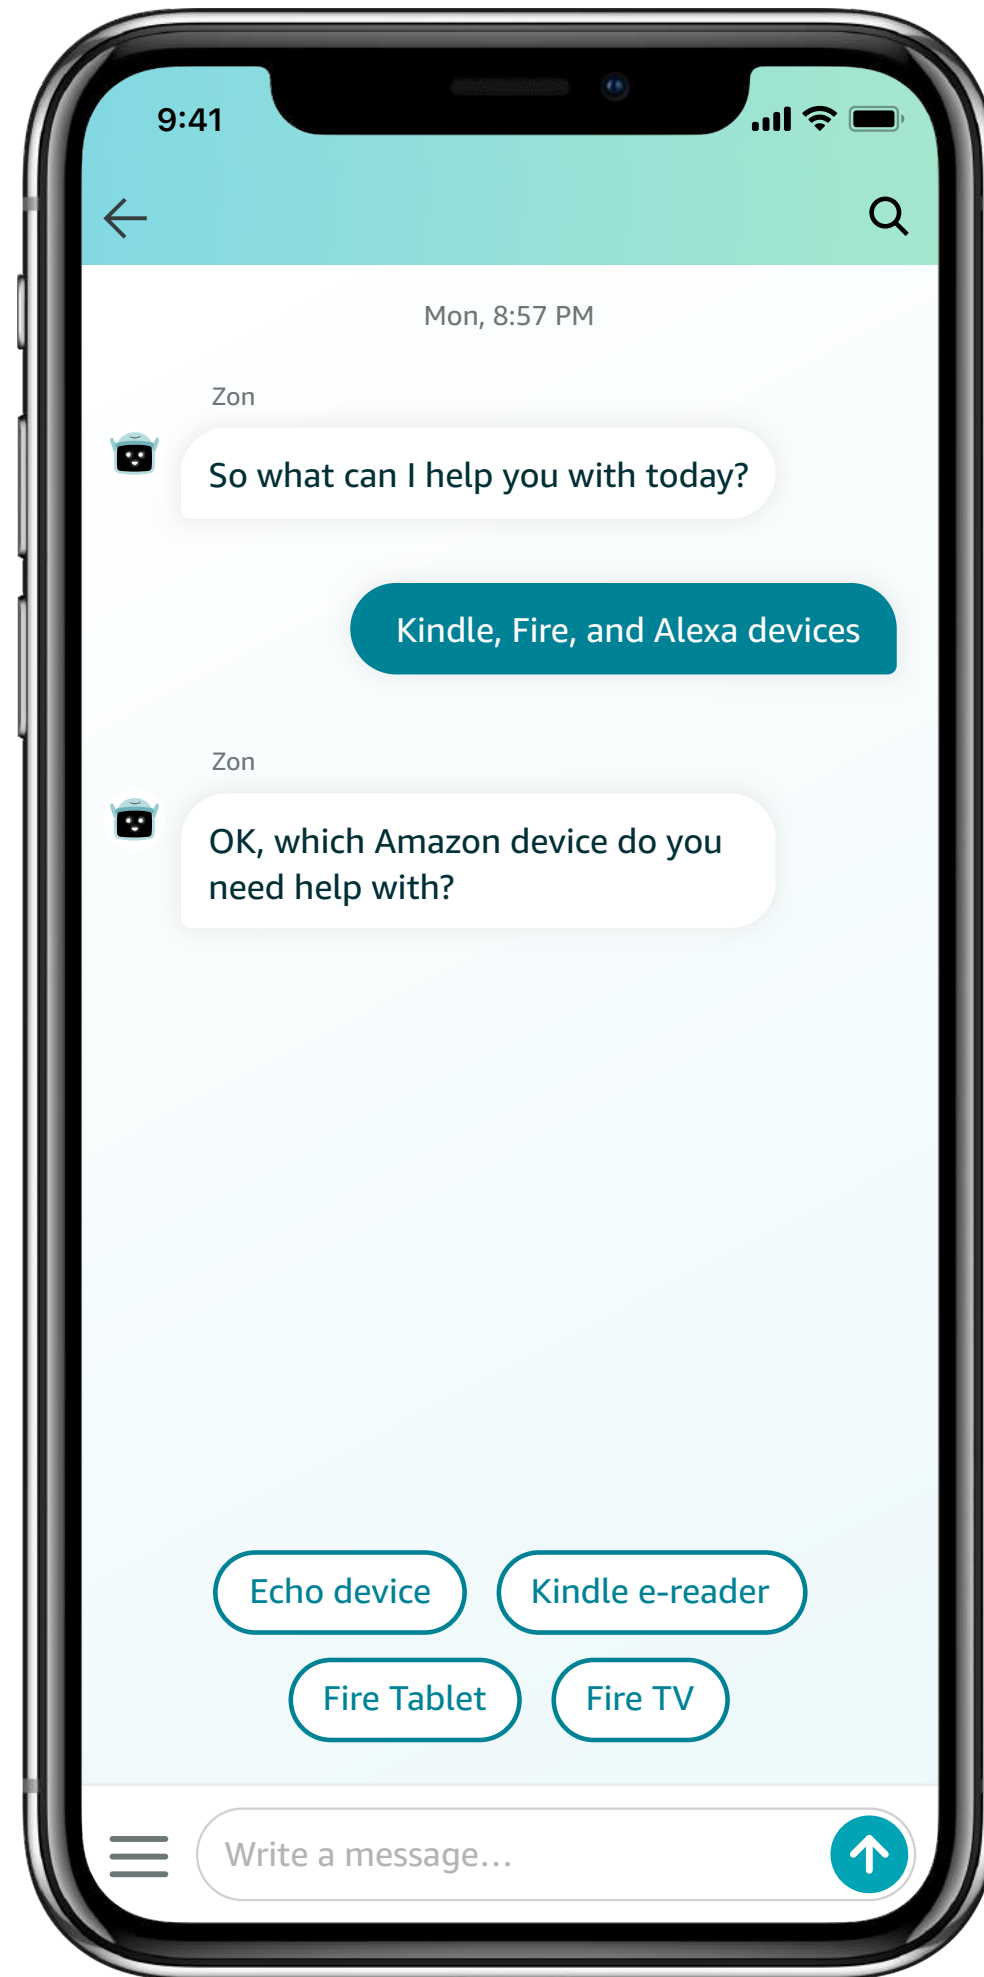 9:41
Mon, 8:57 PM
Zon
So what can I help you with today?
Kindle, Fire, and Alexa devices
Zon
OK, which Amazon device do you
need help with?
Echo device
Kindle e-reader
Fire Tablet
Fire TV
Write a message...